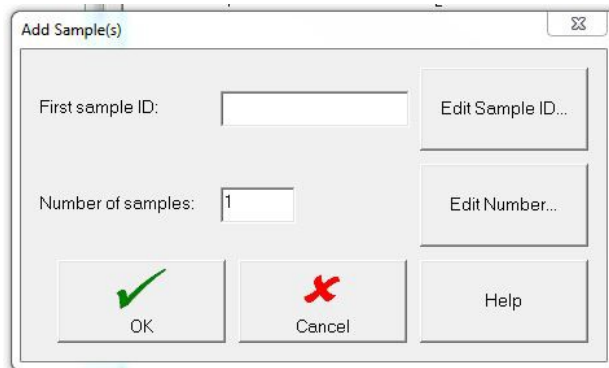 Add Sample(s)
First sample ID:
Edit Sample ID...
Number of samples:
1
Edit Number...
OK
Cancel
Help